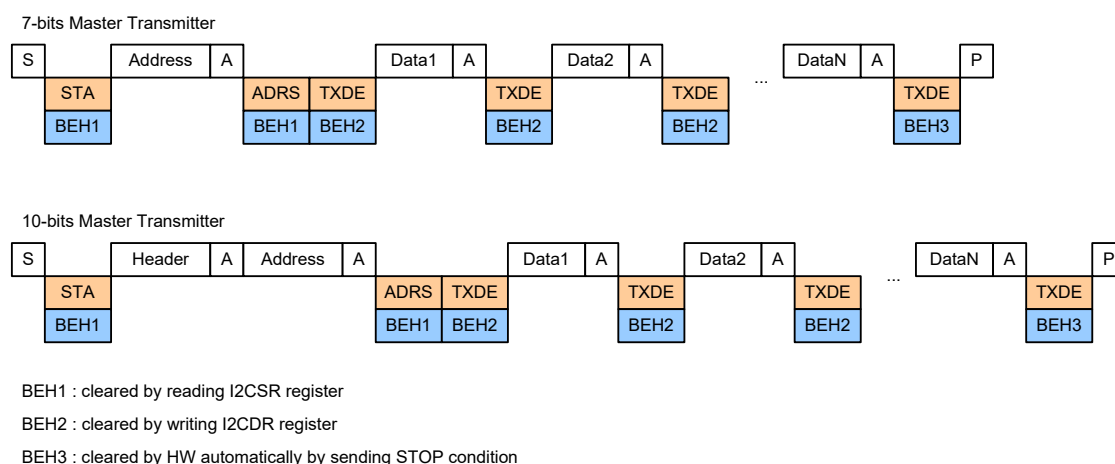 7-bits Master Transmitter
S Address A Data1 A Data2 A ... DataN A P
STA ADRS TXDE TXDE TXDE TXDE
BEH1 BEH1 BEH2 BEH2 BEH2 BEH3
10-bits Master Transmitter
S Header A Address A Data1 A Data2 A ... DataN A P
STA ADRS TXDE TXDE TXDE TXDE
BEH1 BEH1 BEH2 BEH2 BEH2 BEH3
BEH1 : cleared by reading I2CSR register
BEH2 : cleared by writing I2CDR register
BEH3 : cleared by HW automatically by sending STOP condition